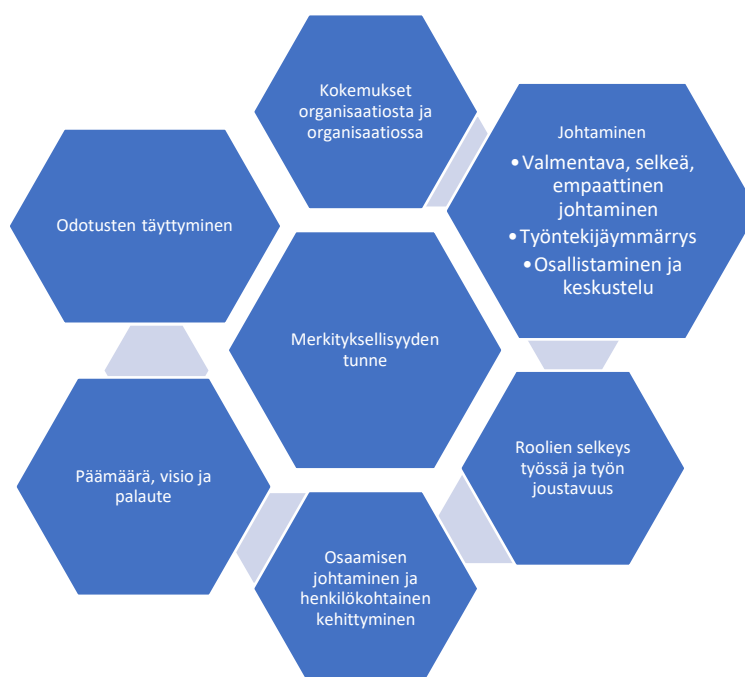 Kokemukset
organisaatiosta ja
organisaatiossa
Johtaminen
•Valmentava, selkeä,
empaattinen
johtaminen
•Työntekijäymmärrys
•Osallistaminen ja
keskustelu
Odotusten täyttyminen
Merkityksellisyyden
tunne
Päämäärä, visio ja
palaute
Roolien selkeys
työssä ja työn
joustavuus
Osaamisen
johtaminen ja
henkilökohtainen
kehittyminen